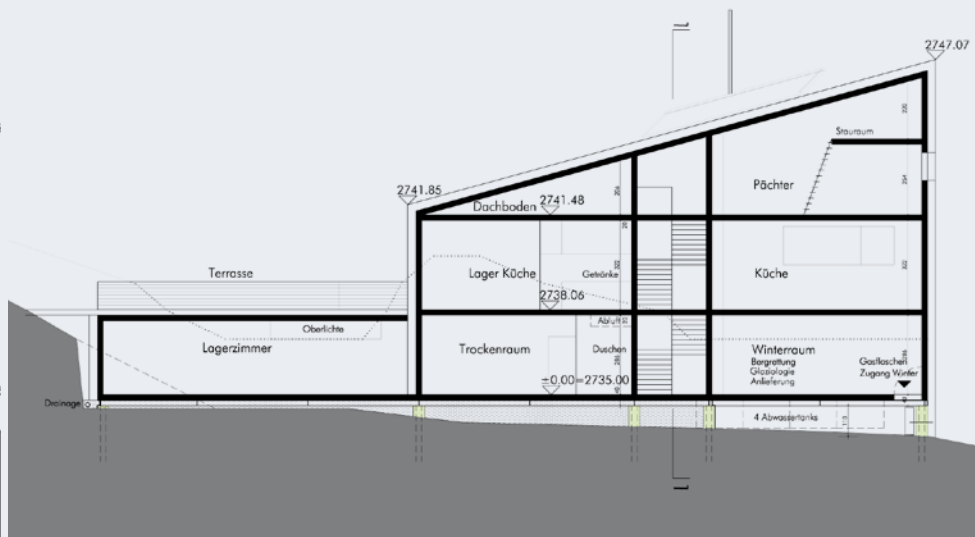 2747.07
Stauraum
Pächter
2741.85
Dachboden 2741.48
Terrasse
Lager Küche
Getränke
Küche
2738.06
Abluft
Oberlichte
Lagerzimmer
Trockenraum
Duschen
Winterraum
Bergrettung
Glaziologie
Anlieferung
Gasflaschen
Zugang Winter
±0.00=2735.00
Drainage
4 Abwassertanks